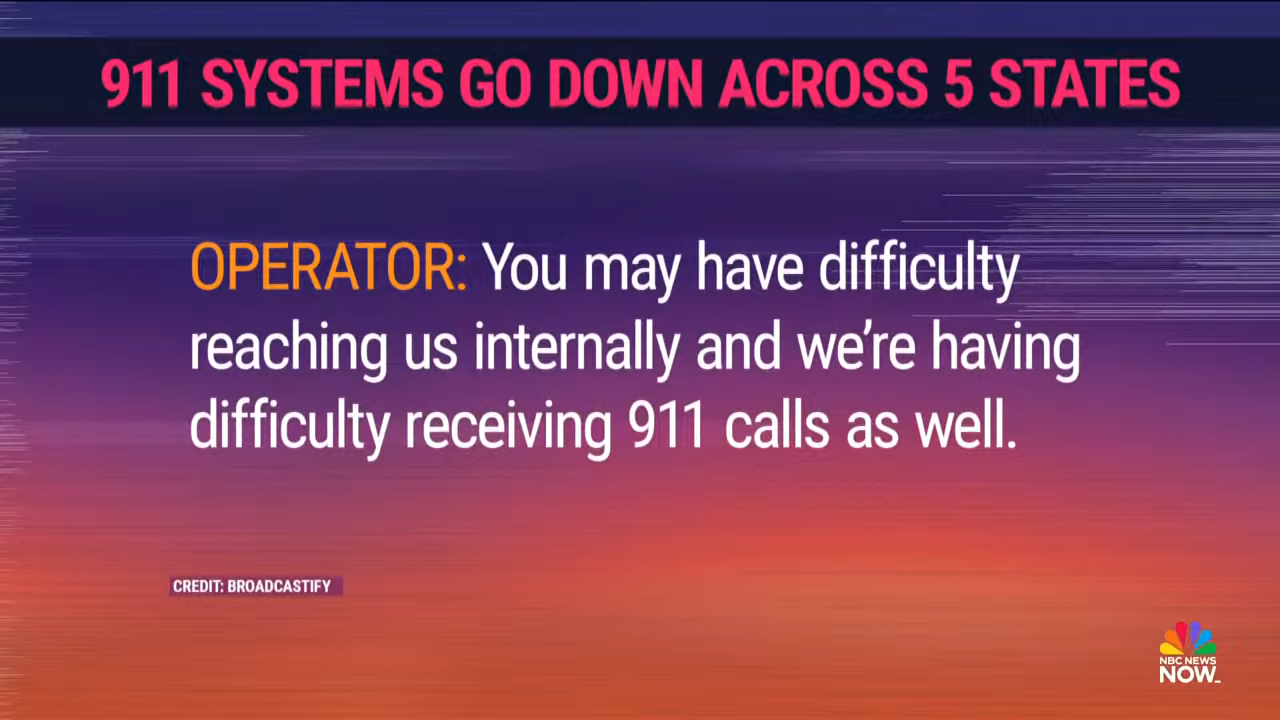 911 SYSTEMS GO DOWN ACROSS 5 STATES
OPERATOR: You may have difficulty
reaching us internally and we’re having
difficulty receiving 911 calls as well.
CREDIT: BROADCASTIFY
NBC NEWS
NOW